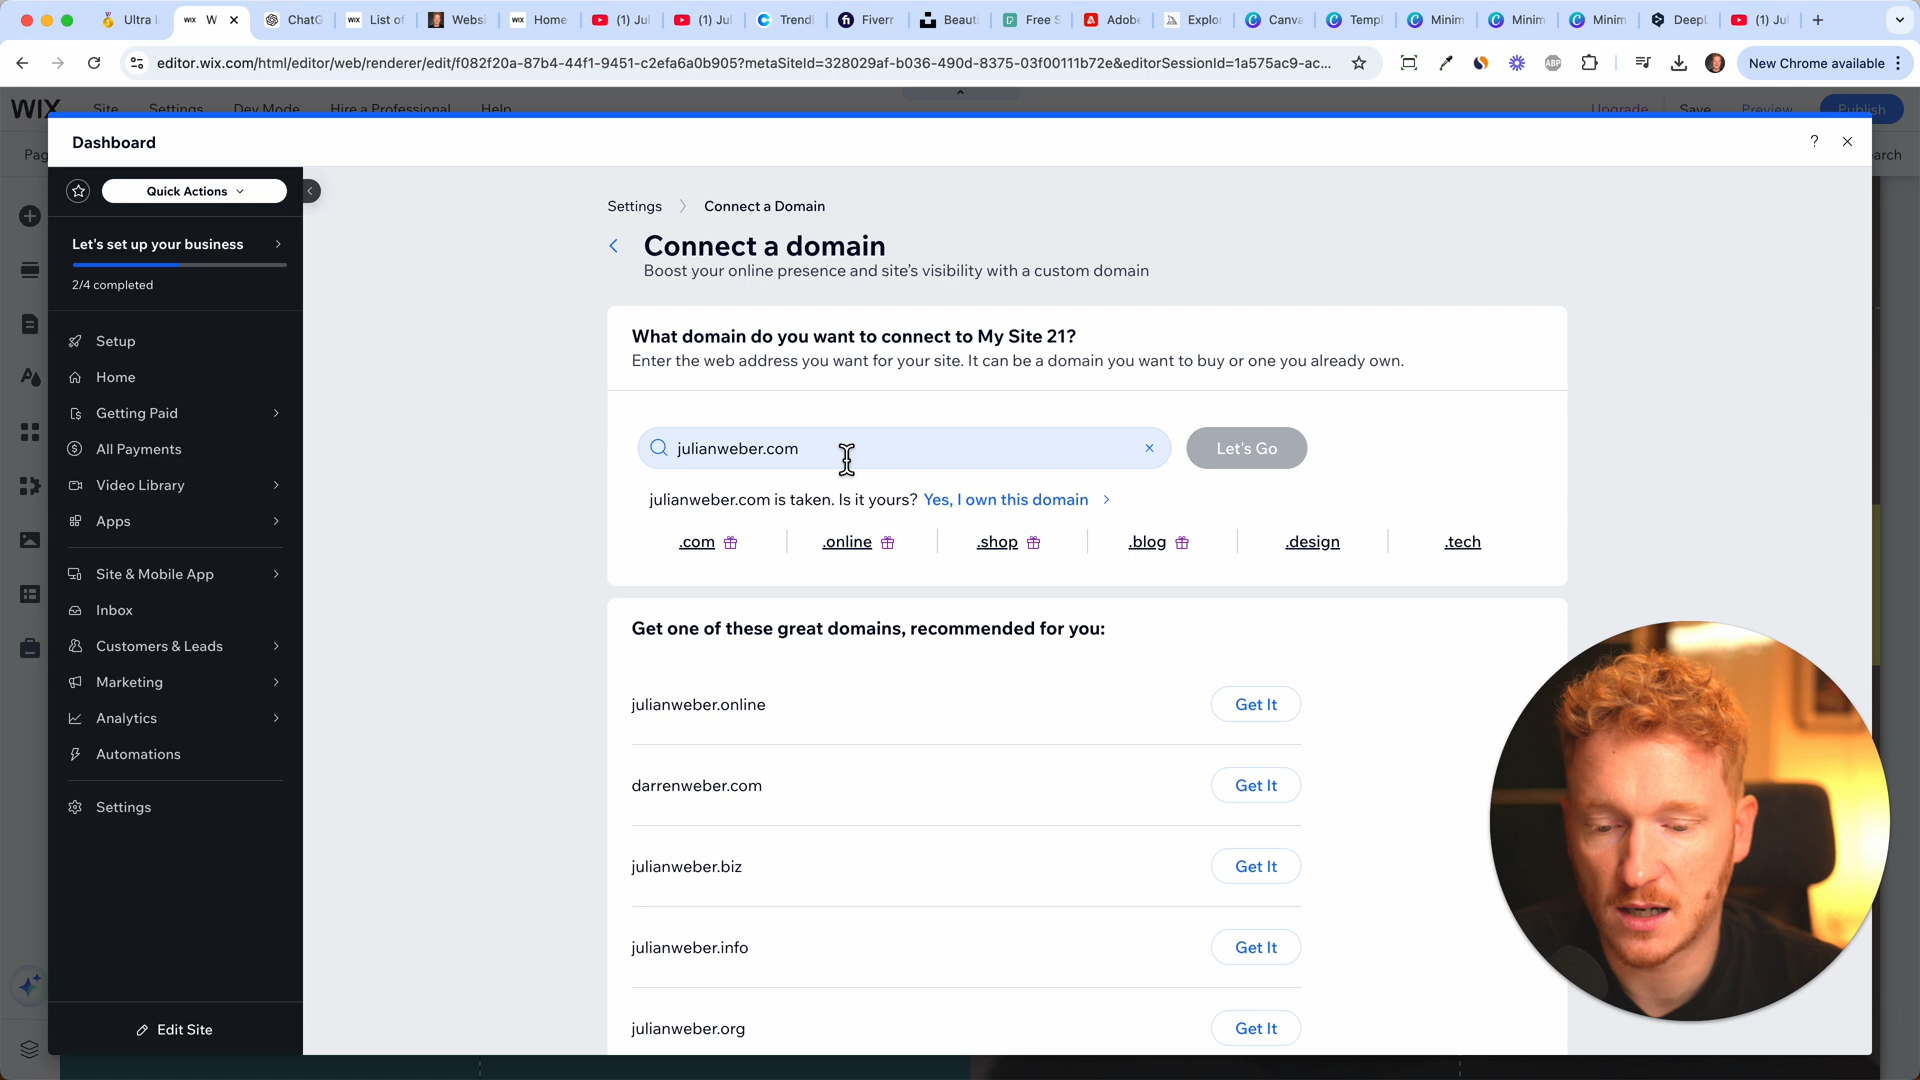 Ultra
W
ChatG
List of
Websi
Home
(1) Jul
(1) Jul
Trendi
Fiverr
Beaut
Free S
Adobe
Explor
Canva
Templ
Minim
Minim
Minim
DeepL
(1) Jul
editor.wix.com/html/editor/web/renderer/edit/f082f20a-87b4-44f1-9451-c2efa6a0b905?metaSiteId=328029af-b036-490d-8375-03f00111b72e&editorSessionId=1a575ac9-ac...
ABP
New Chrome available
WIX Site Settings Dev Mode Hire a Professional Help Upgrade Save Preview Publish
Pag
arch
Dashboard
?
Quick Actions
Let's set up your business
2/4 completed
Setup
Home
Getting Paid
All Payments
Video Library
Apps
Site & Mobile App
Inbox
Customers & Leads
Marketing
Analytics
Automations
Settings
Edit Site
Settings > Connect a Domain
Connect a domain
Boost your online presence and site's visibility with a custom domain
What domain do you want to connect to My Site 21?
Enter the web address you want for your site. It can be a domain you want to buy or one you already own.
julianweber.com
Let's Go
julianweber.com is taken. Is it yours? Yes, I own this domain
.com .online .shop .blog .design .tech
Get one of these great domains, recommended for you:
julianweber.online Get It
darrenweber.com Get It
julianweber.biz Get It
julianweber.info Get It
julianweber.org Get It